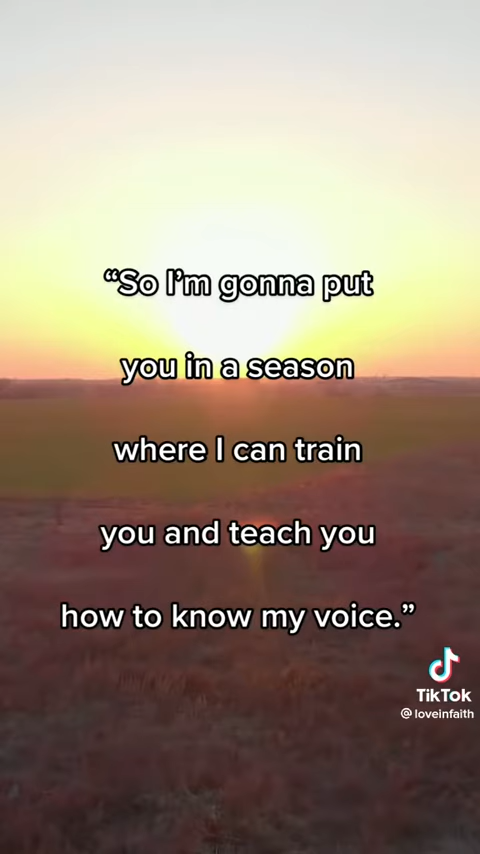 “So I’m gonna put
you in a season
where I can train
you and teach you
how to know my voice.”
TikTok
@loveinfaith